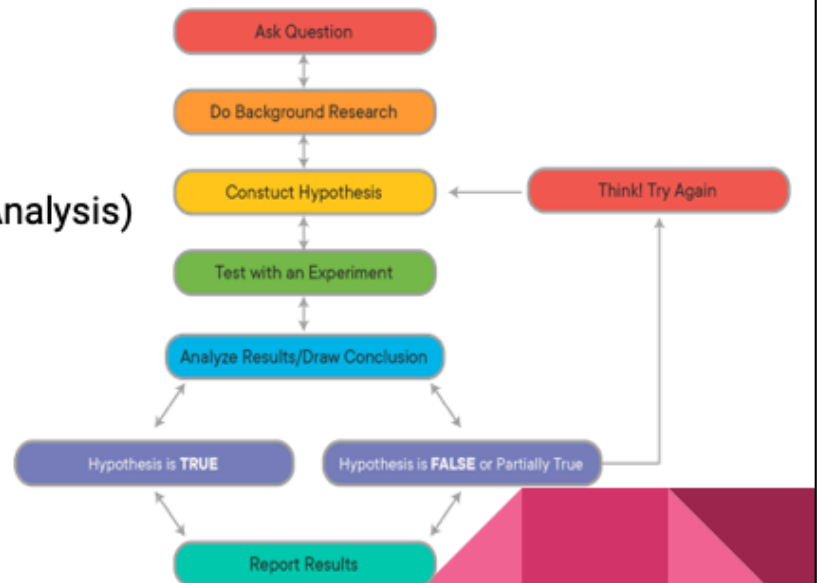 Ask Question
Do Background Research
Constuct Hypothesis
Think! Try Again
nalysis)
Test with an Experiment
Analyze Results/Draw Conclusion
Hypothesis is TRUE
Hypothesis is FALSE or Partially True
Report Results